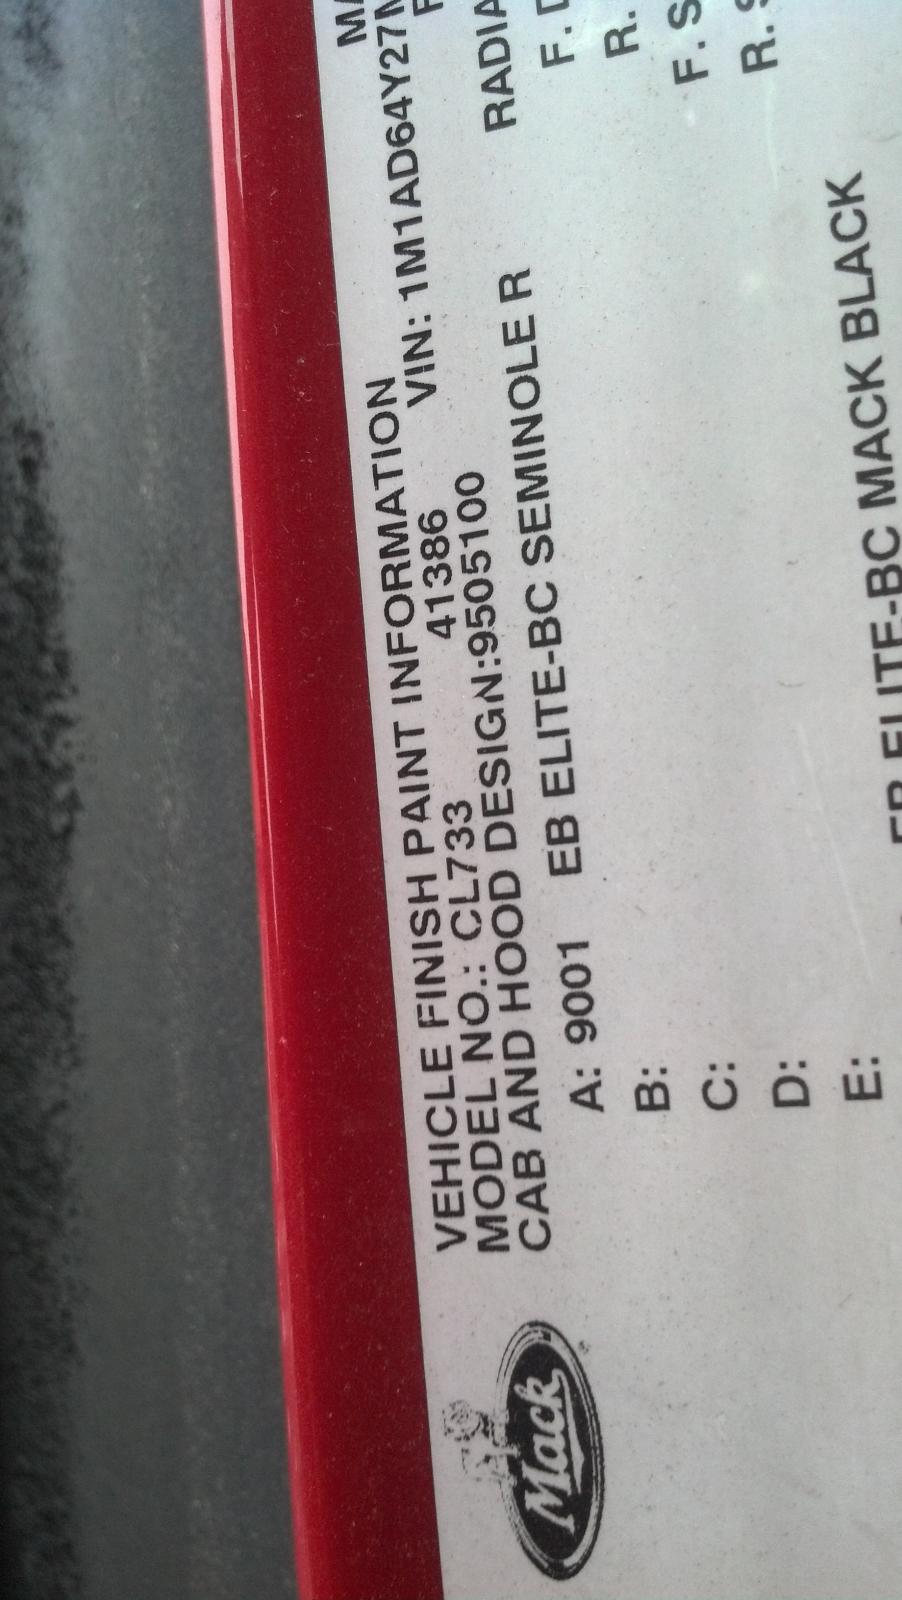 Mack
VEHICLE FINISH PAINT INFORMATION
MODEL NO.: CL733 41386 VIN: 1M1AD64Y27M
CAB AND HOOD DESIGN:9505100
A: 9001 EB ELITE-BC SEMINOLE R RADIA
B: F.
C: R.
D: F. S
E: EB ELITE-BC MACK BLACK R. S